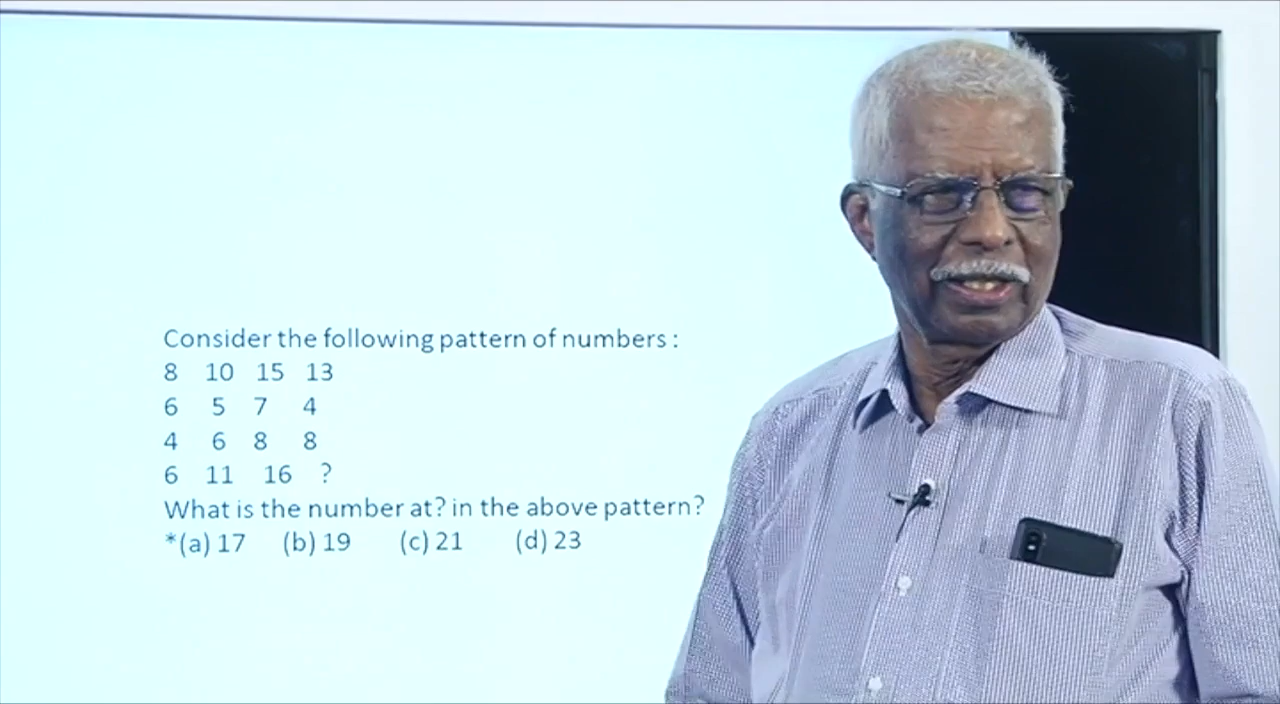 Consider the following pattern of numbers :
8 10 15 13
6 5 7 4
4 6 8 8
6 11 16 ?
What is the number at? in the above pattern?
*(a) 17 (b) 19 (c) 21 (d) 23